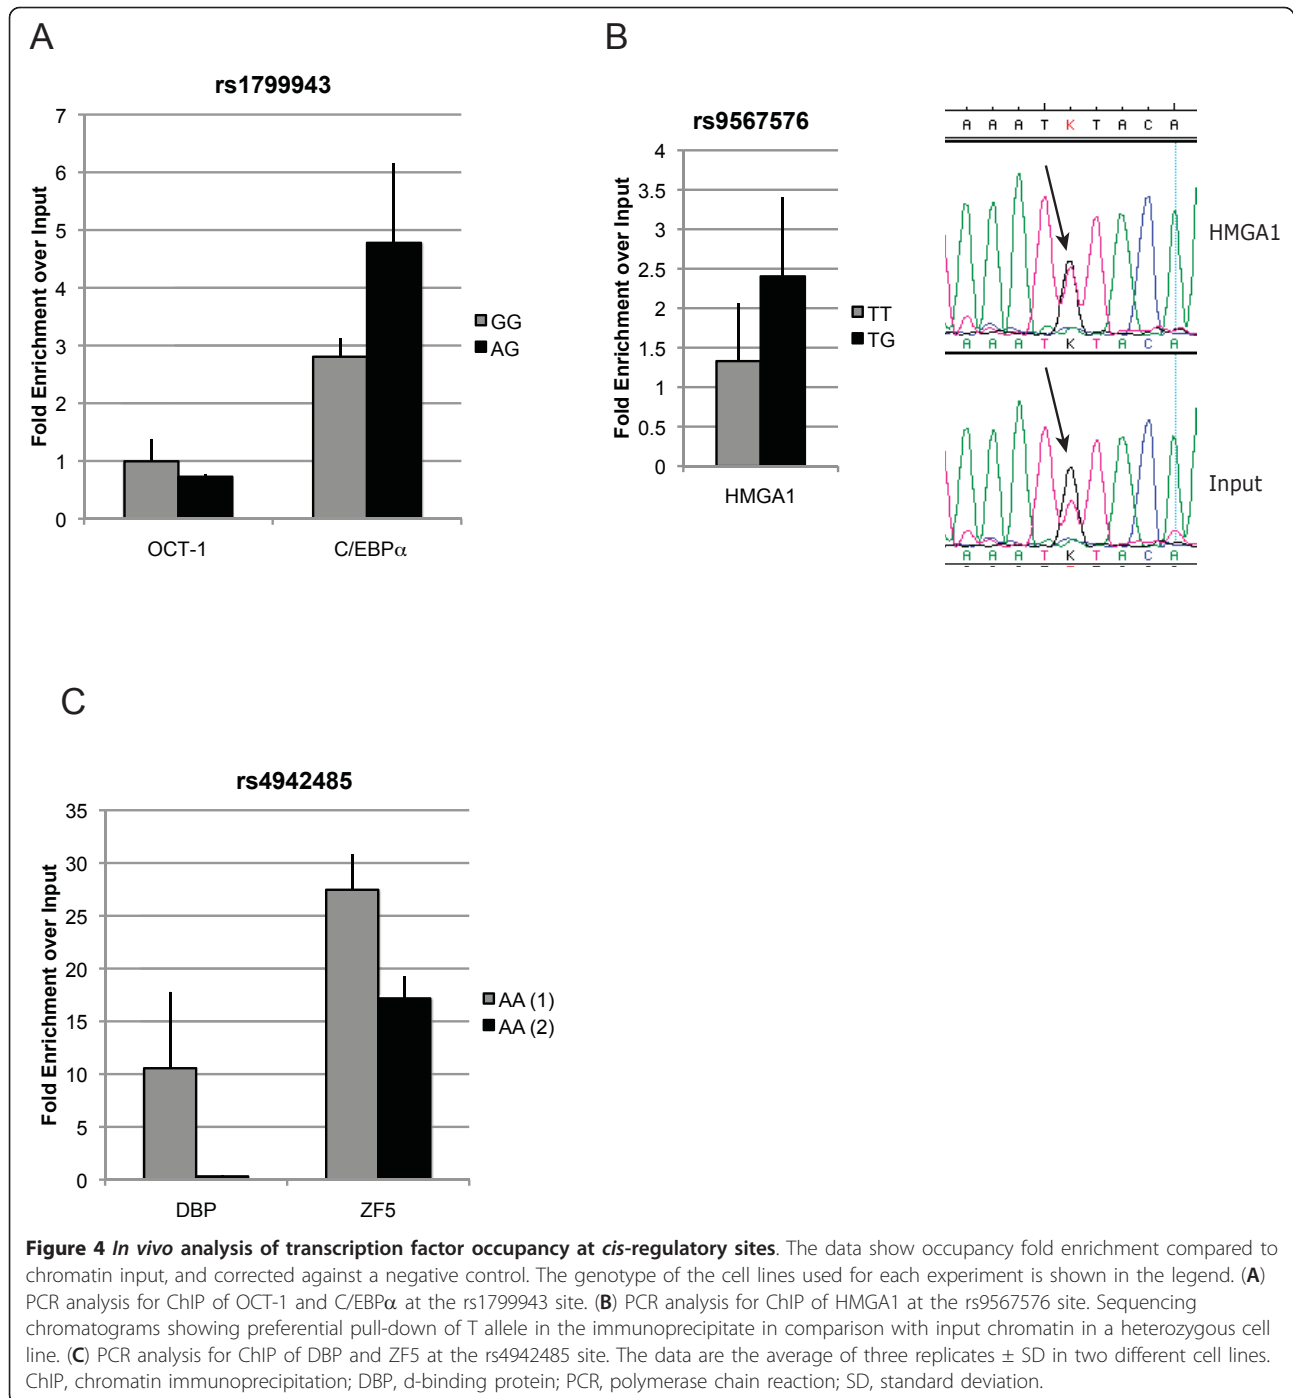 A
rs1799943
Fold Enrichment over Input
7
6
5
4
3
2
1
0
OCT-1
C/EBPα
GG
AG
B
rs9567576
Fold Enrichment over Input
4
3.5
3
2.5
2
1.5
1
0.5
0
HMGA1
TT
TG
A A A T K T A C A
HMGA1
A A A T K T A C A
Input
A A A T K T A C A
C
rs4942485
Fold Enrichment over Input
35
30
25
20
15
10
5
0
DBP
ZF5
AA (1)
AA (2)
Figure 4 In vivo analysis of transcription factor occupancy at cis-regulatory sites. The data show occupancy fold enrichment compared to
chromatin input, and corrected against a negative control. The genotype of the cell lines used for each experiment is shown in the legend. (A)
PCR analysis for ChIP of OCT-1 and C/EBPα at the rs1799943 site. (B) PCR analysis for ChIP of HMGA1 at the rs9567576 site. Sequencing
chromatograms showing preferential pull-down of T allele in the immunoprecipitate in comparison with input chromatin in a heterozygous cell
line. (C) PCR analysis for ChIP of DBP and ZF5 at the rs4942485 site. The data are the average of three replicates ± SD in two different cell lines.
ChIP, chromatin immunoprecipitation; DBP, d-binding protein; PCR, polymerase chain reaction; SD, standard deviation.